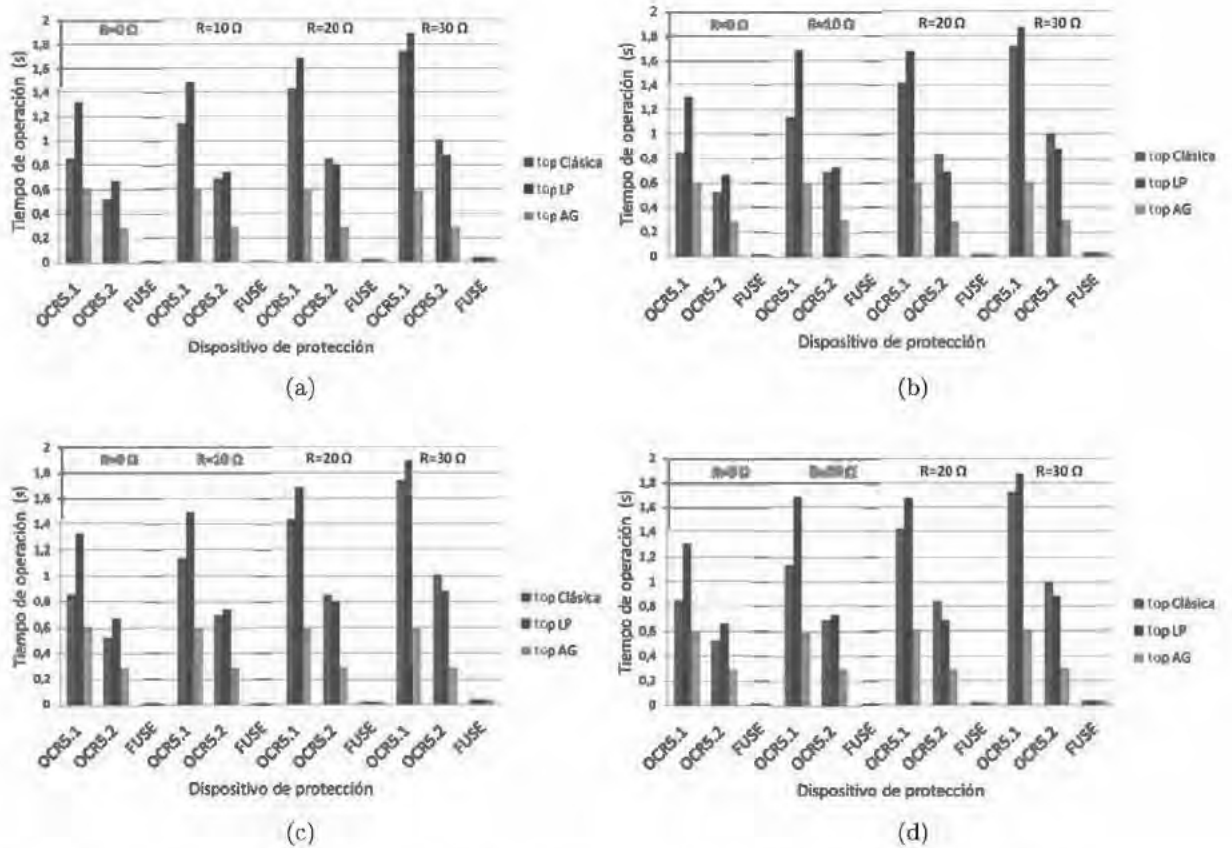 Tiempo de operación (s)
2
1,8
1,6
1,4
1,2
1
0,8
0,6
0,4
0,2
0
R=0 Ω R=10 Ω R=20 Ω R=30 Ω
OCR5.1 OCR5.2 FUSE OCR5.1 OCR5.2 FUSE OCR5.1 OCR5.2 FUSE OCR5.1 OCR5.2 FUSE
Dispositivo de protección
top Clásica
top LP
top AG
(a)
Tiempo de operación (s)
2
1,8
1,6
1,4
1,2
1
0,8
0,6
0,4
0,2
0
R=0 Ω R=10 Ω R=20 Ω R=30 Ω
OCR5.1 OCR5.2 FUSE OCR5.1 OCR5.2 FUSE OCR5.1 OCR5.2 FUSE OCR5.1 OCR5.2 FUSE
Dispositivo de protección
top Clásica
top LP
top AG
(b)
Tiempo de operación (s)
2
1,8
1,6
1,4
1,2
1
0,8
0,6
0,4
0,2
0
R=0 Ω R=10 Ω R=20 Ω R=30 Ω
OCR5.1 OCR5.2 FUSE OCR5.1 OCR5.2 FUSE OCR5.1 OCR5.2 FUSE OCR5.1 OCR5.2 FUSE
Dispositivo de protección
top Clásica
top LP
top AG
(c)
Tiempo de operación (s)
2
1,8
1,6
1,4
1,2
1
0,8
0,6
0,4
0,2
0
R=0 Ω R=20 Ω R=30 Ω
OCR5.1 OCR5.2 FUSE OCR5.1 OCR5.2 FUSE OCR5.1 OCR5.2 FUSE OCR5.1 OCR5.2 FUSE
Dispositivo de protección
top Clásica
top LP
top AG
(d)